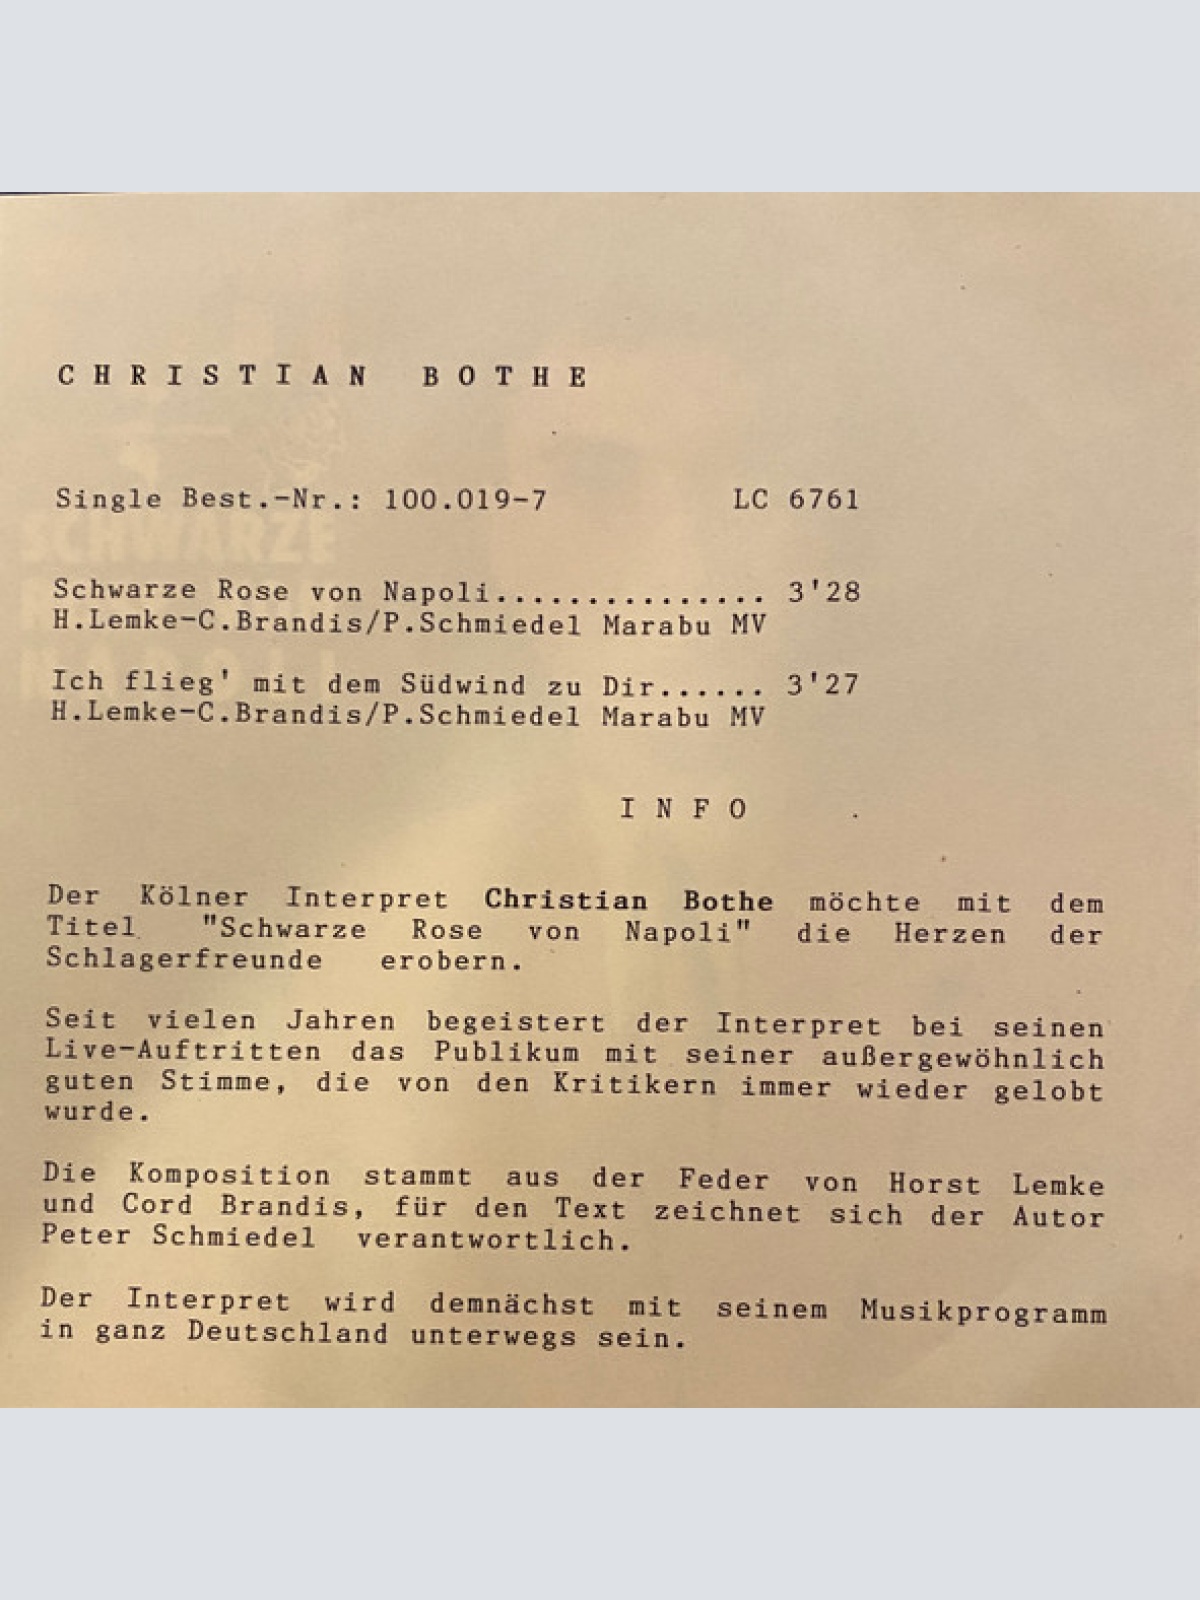 CHRISTIAN BOTHE
Single Best.-Nr.: 100.019-7 LC 6761
Schwarze Rose von Napoli............... 3'28
H.Lemke-C.Brandis/P.Schmiedel Marabu MV
Ich flieg' mit dem Südwind zu Dir...... 3'27
H.Lemke-C.Brandis/P.Schmiedel Marabu MV
INFO
Der Kölner Interpret Christian Bothe möchte mit dem
Titel "Schwarze Rose von Napoli" die Herzen der
Schlagerfreunde erobern.
Seit vielen Jahren begeistert der Interpret bei seinen
Live-Auftritten das Publikum mit seiner außergewöhnlich
guten Stimme, die von den Kritikern immer wieder gelobt
wurde.
Die Komposition stammt aus der Feder von Horst Lemke
und Cord Brandis, für den Text zeichnet sich der Autor
Peter Schmiedel verantwortlich.
Der Interpret wird demnächst mit seinem Musikprogramm
in ganz Deutschland unterwegs sein.
SCHWARZE